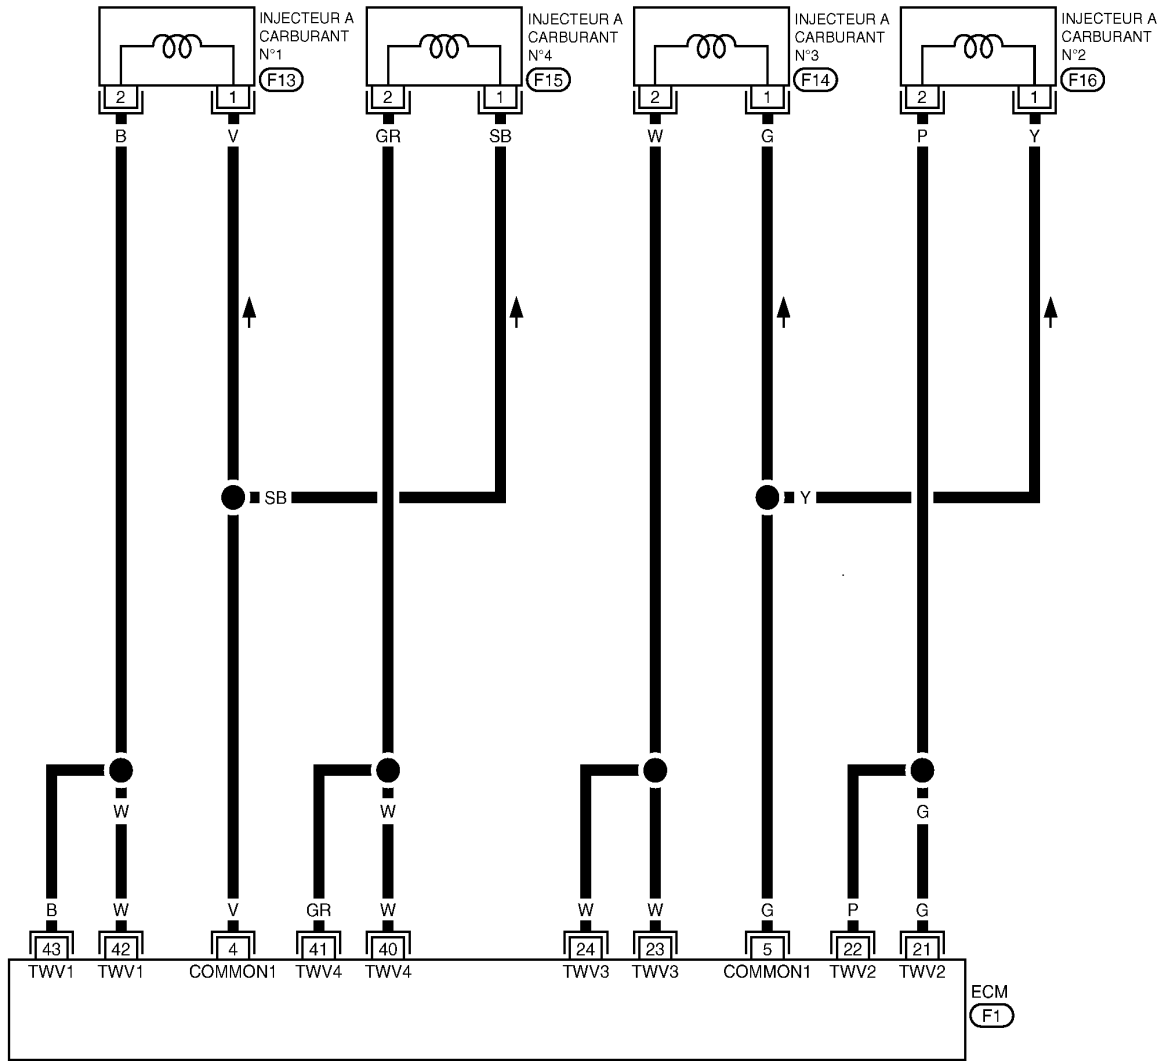 INJECTEUR A
CARBURANT
N°1
F13
INJECTEUR A
CARBURANT
N°4
F15
INJECTEUR A
CARBURANT
N°3
F14
INJECTEUR A
CARBURANT
N°2
F16
2 1 2 1 2 1 2 1
B V GR SB W G P Y
SB Y
W W G
B W V GR W W W G P G
43 42 4 41 40 24 23 5 22 21
TWV1 TWV1 COMMON1 TWV4 TWV4 TWV3 TWV3 COMMON1 TWV2 TWV2
ECM
F1